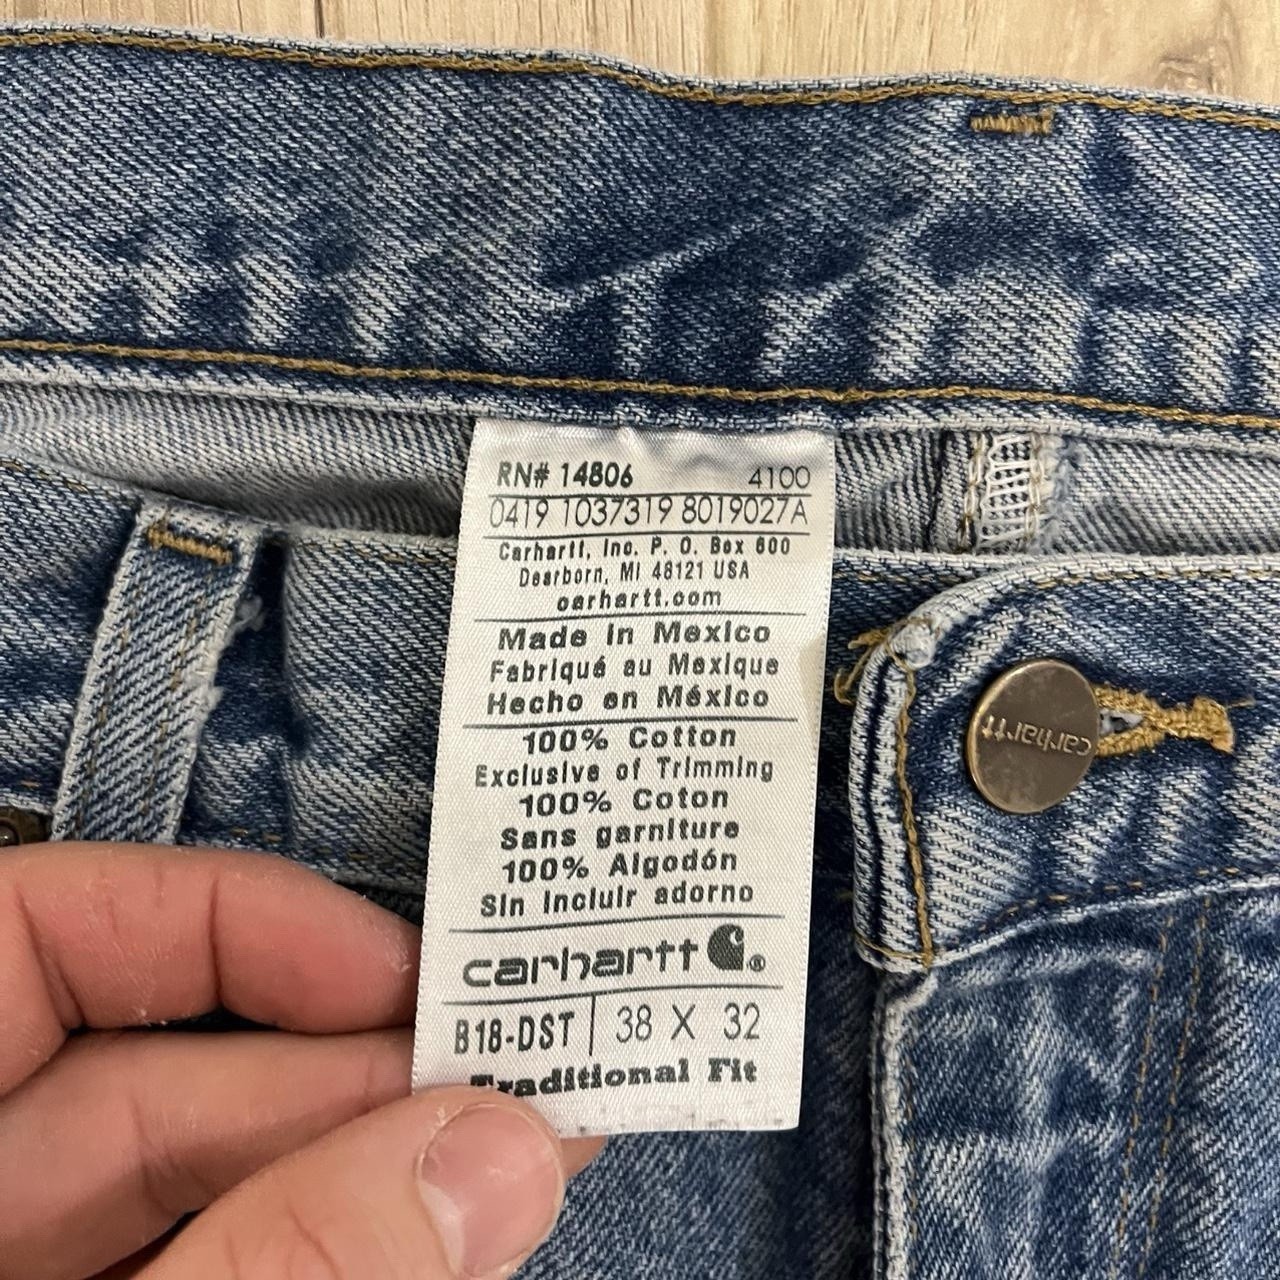 RN# 14806 4100
0419 1037319 8019027A
Carhartt, Inc. P. O. Box 600
Dearborn, MI 48121 USA
carhartt.com
Made in Mexico
Fabriqué au Mexique
Hecho en México
100% Cotton
Exclusive of Trimming
100% Coton
Sans garniture
100% Algodón
Sin incluir adorno
carhartt ®
B18-DST | 38 X 32
Traditional Fit
carhartt